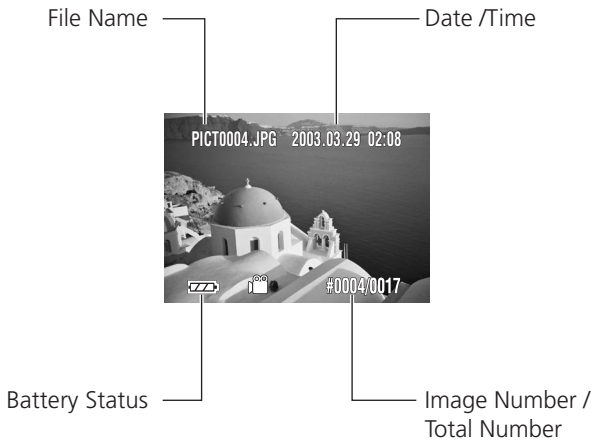 File Name
Date /Time
PICT0004.JPG 2003.03.29 02:08
#0004/0017
Battery Status
Image Number /
Total Number